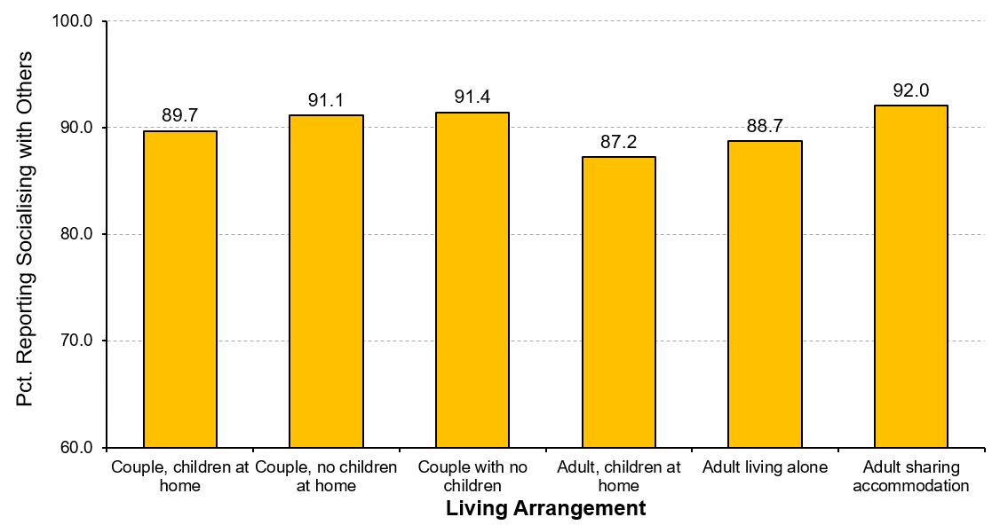 100.0
90.0
80.0
70.0
60.0
Pct. Reporting Socialising with Others
89.7
91.1
91.4
87.2
88.7
92.0
Couple, children at
home
Couple, no children
at home
Couple with no
children
Adult, children at
home
Adult living alone
Adult sharing
accommodation
Living Arrangement